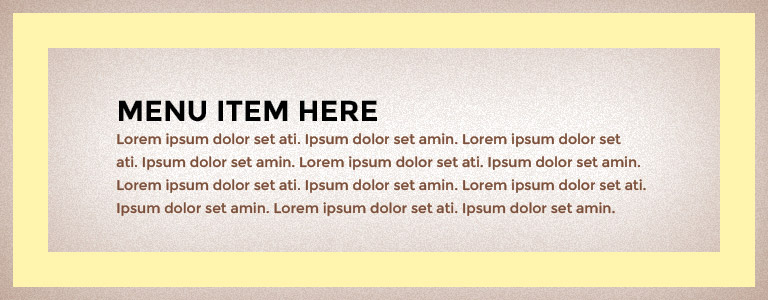 MENU ITEM HERE
Lorem ipsum dolor set ati. Ipsum dolor set amin. Lorem ipsum dolor set
ati. Ipsum dolor set amin. Lorem ipsum dolor set ati. Ipsum dolor set amin.
Lorem ipsum dolor set ati. Ipsum dolor set amin. Lorem ipsum dolor set ati.
Ipsum dolor set amin. Lorem ipsum dolor set ati. Ipsum dolor set amin.